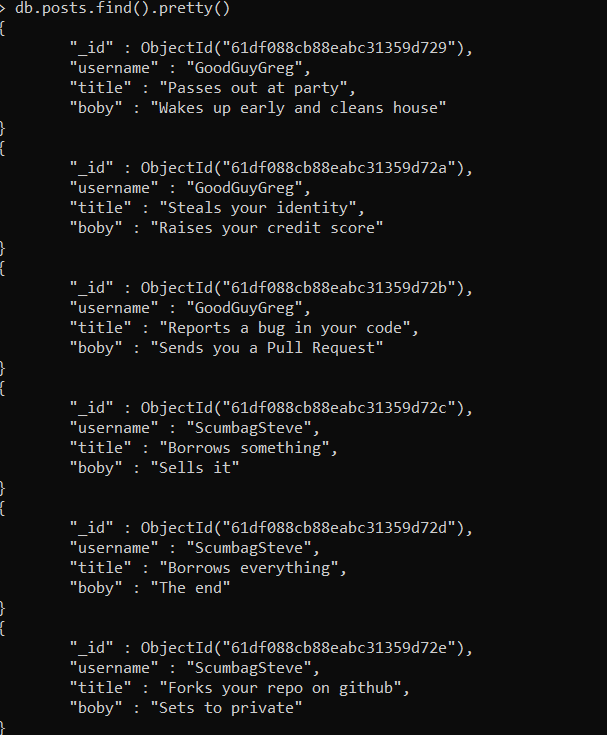 > db.posts.find().pretty()
{
"_id" : ObjectId("61df088cb88eabc31359d729"),
"username" : "GoodGuyGreg",
"title" : "Passes out at party",
"boby" : "Wakes up early and cleans house"
}
{
"_id" : ObjectId("61df088cb88eabc31359d72a"),
"username" : "GoodGuyGreg",
"title" : "Steals your identity",
"boby" : "Raises your credit score"
}
{
"_id" : ObjectId("61df088cb88eabc31359d72b"),
"username" : "GoodGuyGreg",
"title" : "Reports a bug in your code",
"boby" : "Sends you a Pull Request"
}
{
"_id" : ObjectId("61df088cb88eabc31359d72c"),
"username" : "ScumbagSteve",
"title" : "Borrows something",
"boby" : "Sells it"
}
{
"_id" : ObjectId("61df088cb88eabc31359d72d"),
"username" : "ScumbagSteve",
"title" : "Borrows everything",
"boby" : "The end"
}
{
"_id" : ObjectId("61df088cb88eabc31359d72e"),
"username" : "ScumbagSteve",
"title" : "Forks your repo on github",
"boby" : "Sets to private"
}